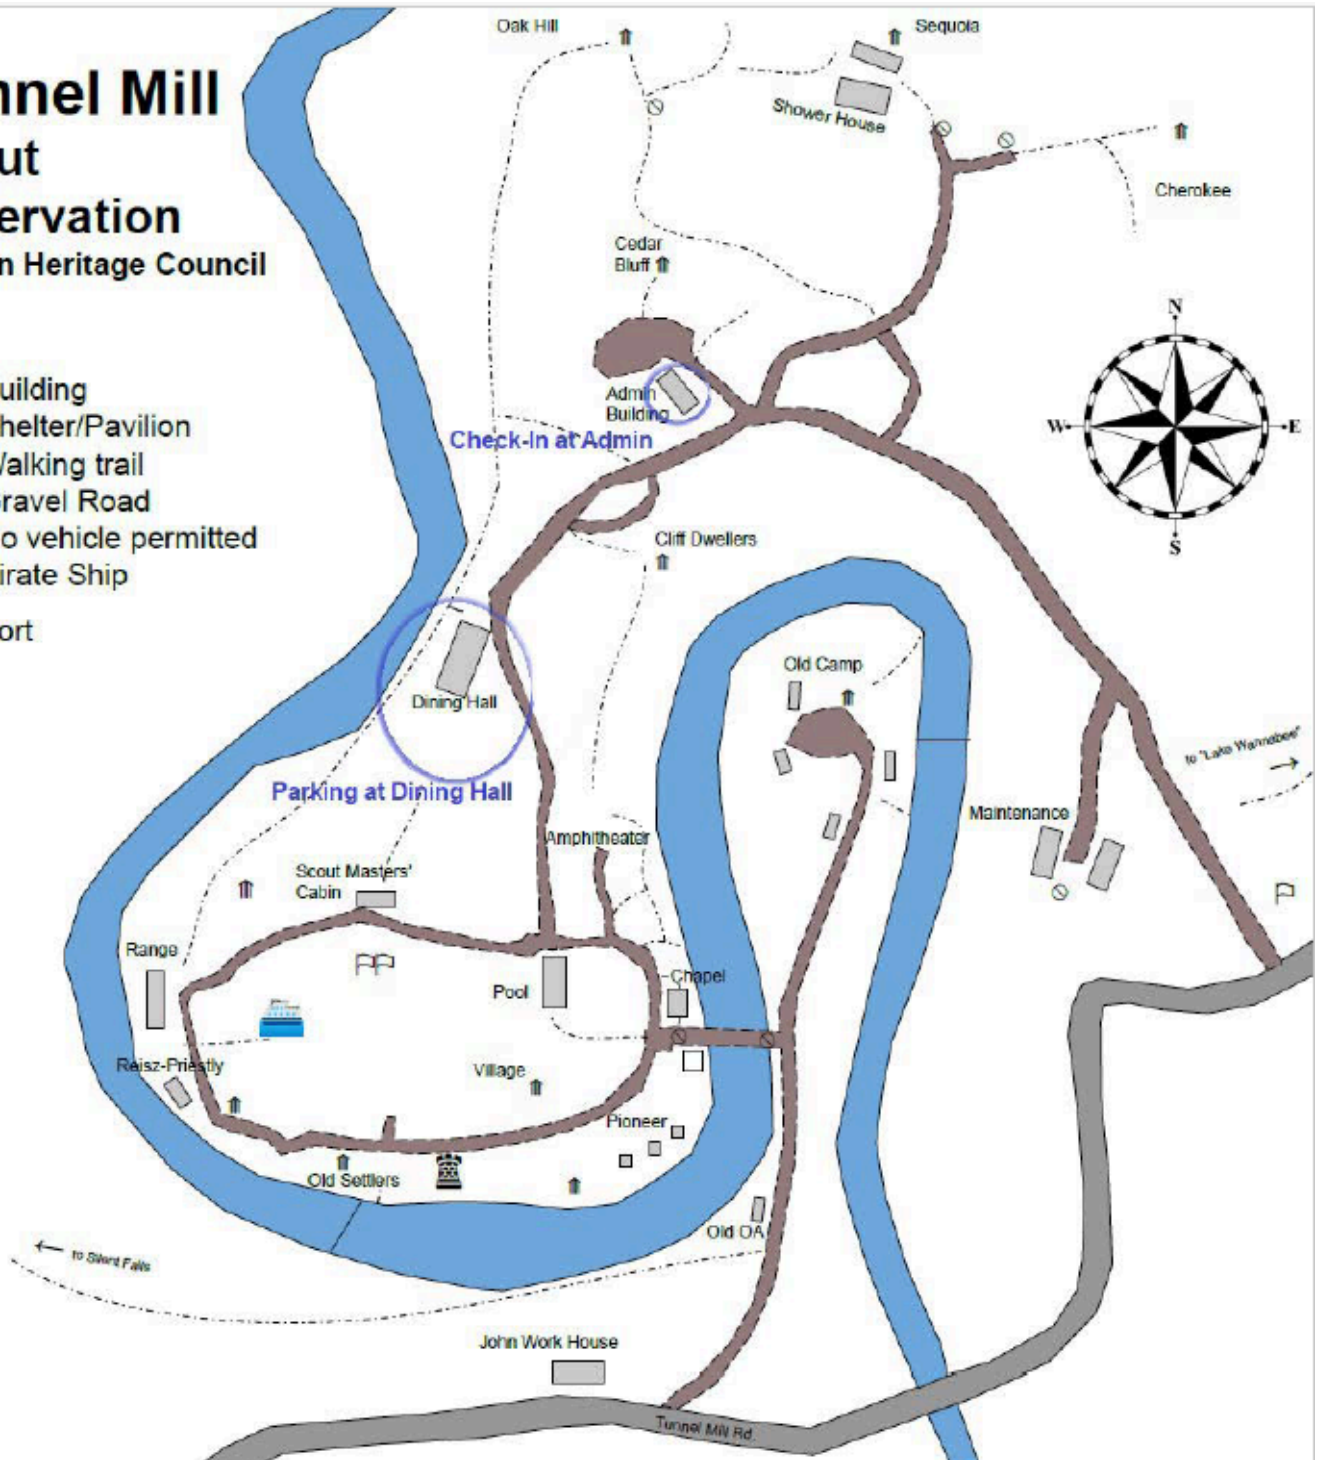 nnel Mill
ut
ervation
n Heritage Council
uilding
helter/Pavilion
Valking trail
ravel Road
o vehicle permitted
irate Ship
ort
Oak Hill
Sequoia
Shower House
Cherokee
Cedar
Bluff
N
W
E
S
Admin
Building
Check-In at Admin
Cliff Dwellers
Old Camp
Dining Hall
to "Lake Wannabee"
Parking at Dining Hall
Maintenance
Amphitheater
Scout Masters'
Cabin
Range
Chapel
Pool
Reisz-Priestly
Village
Pioneer
Old Settlers
Old OA
to Silent Falls
John Work House
Tunnel Mill Rd.